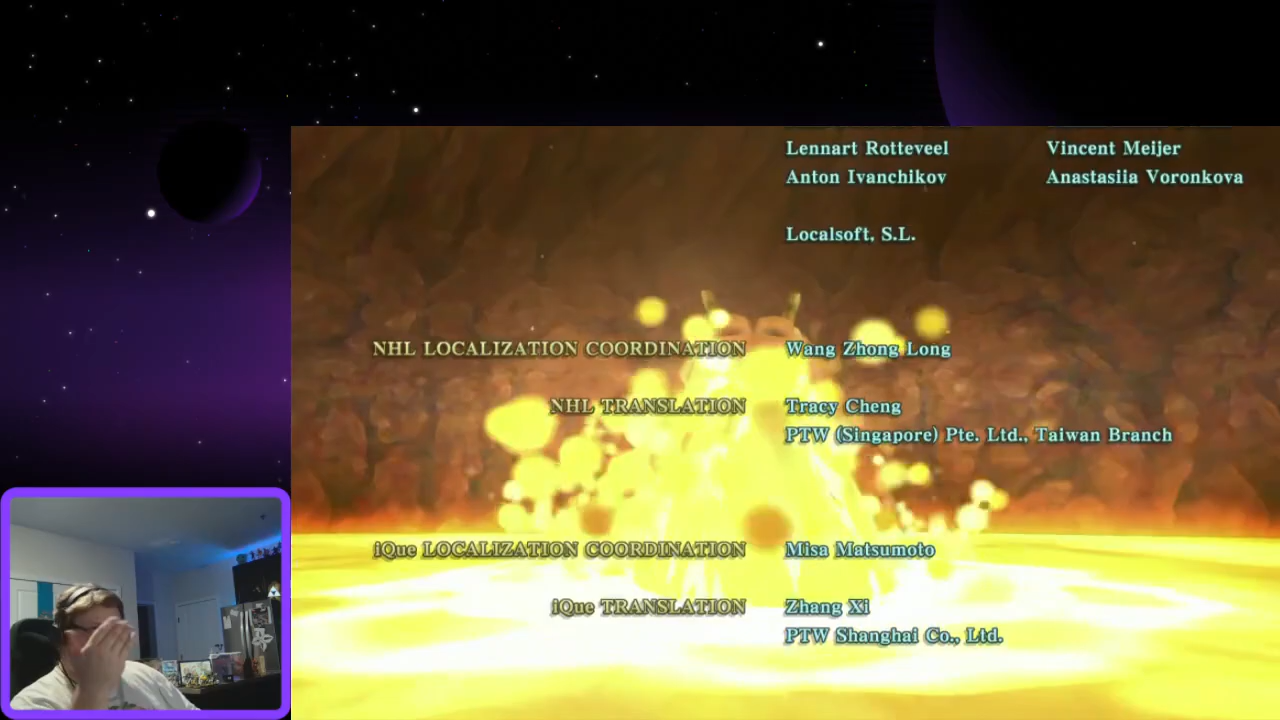 Lennart Rotteveel Vincent Meijer
Anton Ivanchikov Anastasiia Voronkova
Localsoft, S.L.
NHL LOCALIZATION COORDINATION Wang Zhong Long
NHL TRANSLATION Tracy Cheng
PTW (Singapore) Pte. Ltd., Taiwan Branch
iQue LOCALIZATION COORDINATION Misa Matsumoto
iQue TRANSLATION Zhang Xi
PTW Shanghai Co., Ltd.